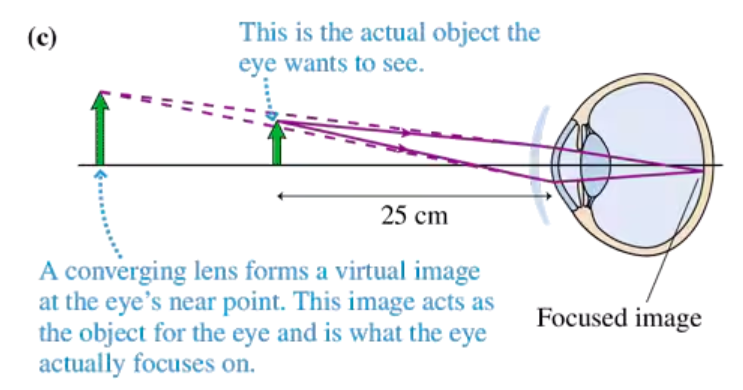 (c)
This is the actual object the
eye wants to see.
25 cm
A converging lens forms a virtual image
at the eye's near point. This image acts as
the object for the eye and is what the eye
actually focuses on.
Focused image